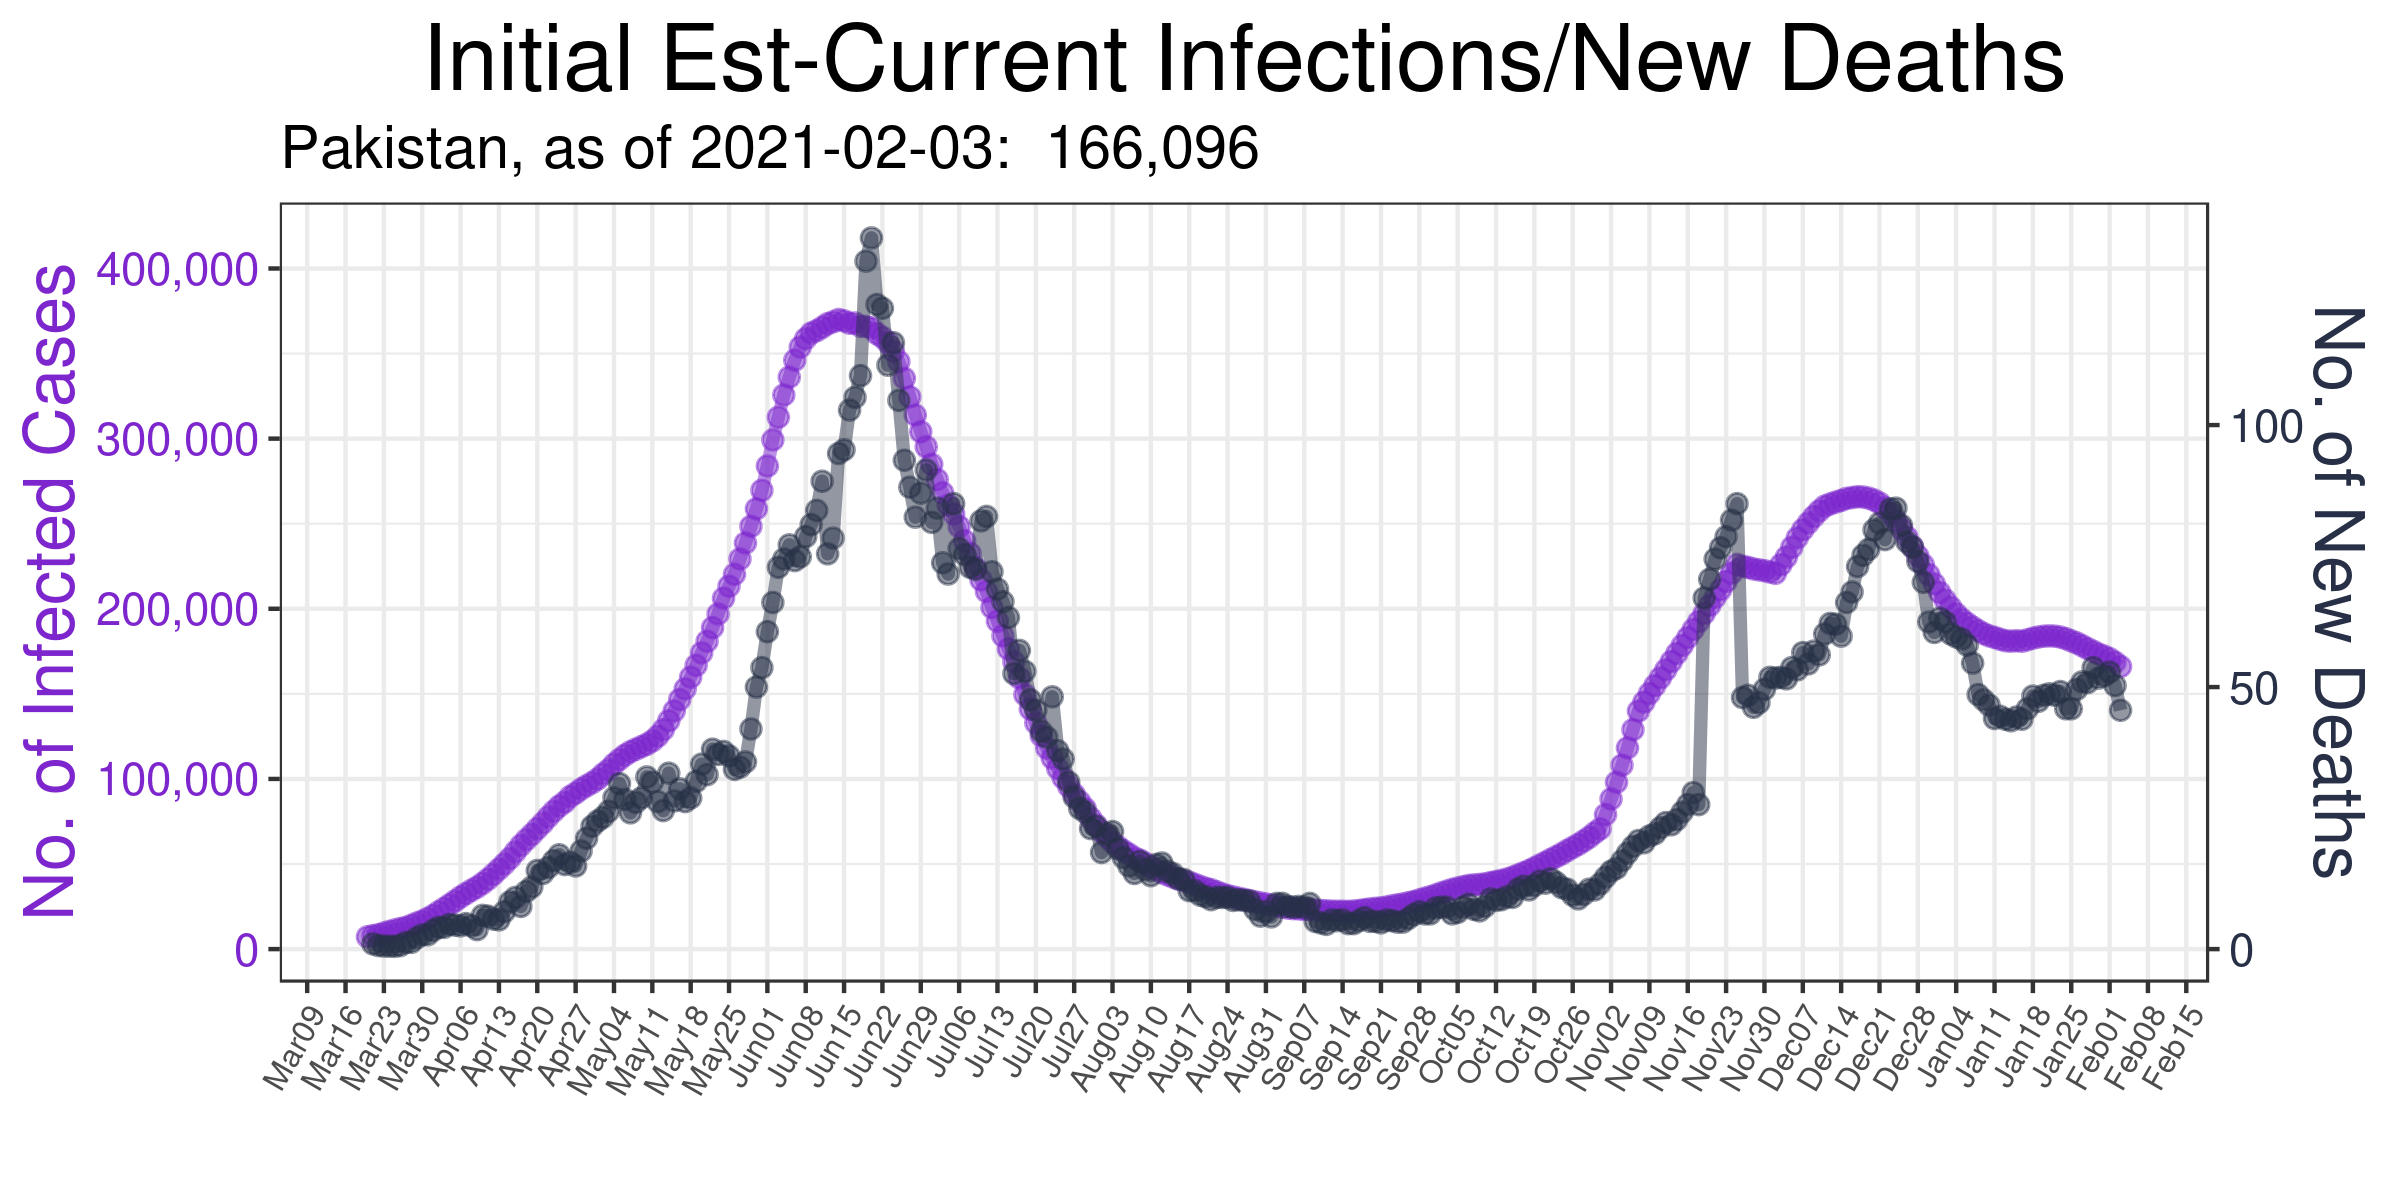 Initial Est-Current Infections/New Deaths
Pakistan, as of 2021-02-03:  166,096
No. of Infected Cases
400,000
300,000
200,000
100,000
0
No. of New Deaths
100
50
0
Mar09
Mar16
Mar23
Mar30
Apr06
Apr13
Apr20
Apr27
May04
May11
May18
May25
Jun01
Jun08
Jun15
Jun22
Jun29
Jul06
Jul13
Jul20
Jul27
Aug03
Aug10
Aug17
Aug24
Aug31
Sep07
Sep14
Sep21
Sep28
Oct05
Oct12
Oct19
Oct26
Nov02
Nov09
Nov16
Nov23
Nov30
Dec07
Dec14
Dec21
Dec28
Jan04
Jan11
Jan18
Jan25
Feb01
Feb08
Feb15